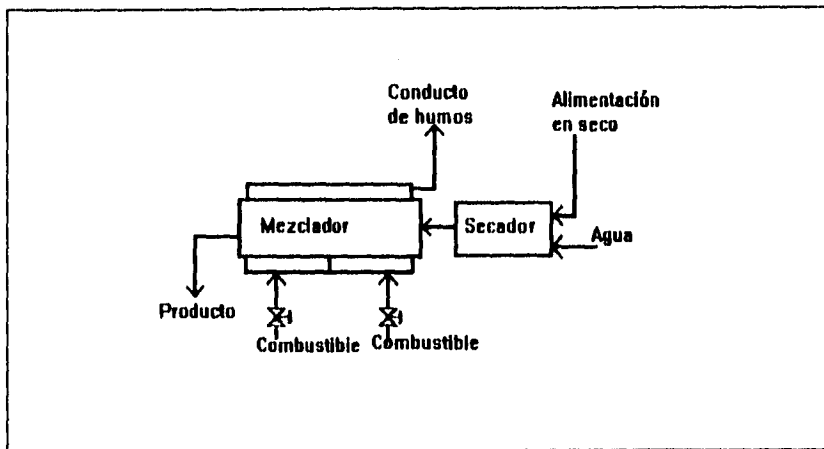 Conducto
de humos
Alimentación
en seco
Mezclador
Secador
Agua
Producto
Combustible
Combustible